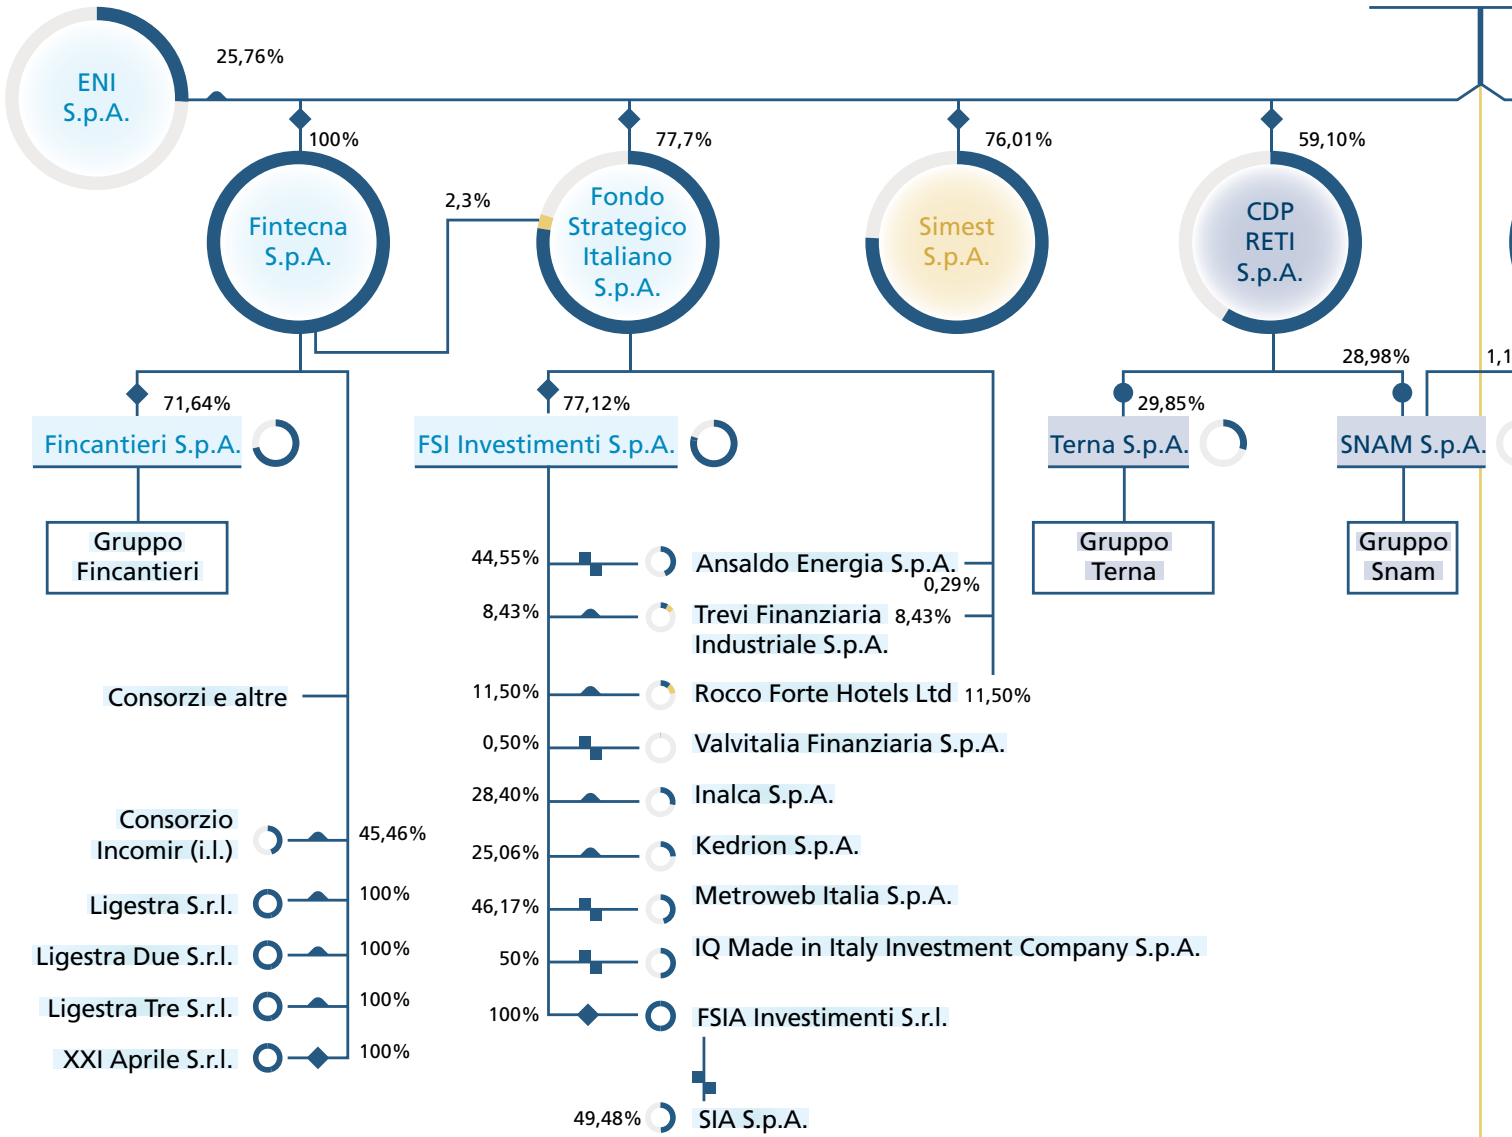 ENI
S.p.A.
25,76%
100%
77,7%
76,01%
59,10%
Fintecna
S.p.A.
2,3%
Fondo
Strategico
Italiano
S.p.A.
Simest
S.p.A.
CDP
RETI
S.p.A.
71,64%
Fincantieri S.p.A.
Gruppo
Fincantieri
77,12%
FSI Investimenti S.p.A.
29,85%
Terna S.p.A.
Gruppo
Terna
28,98%
1,1
SNAM S.p.A.
Gruppo
Snam
Consorzi e altre
Consorzio
Incomir (i.l.)
45,46%
Ligestra S.r.l.
100%
Ligestra Due S.r.l.
100%
Ligestra Tre S.r.l.
100%
XXI Aprile S.r.l.
100%
44,55%
Ansaldo Energia S.p.A.
0,29%
8,43%
Trevi Finanziaria
8,43%
Industriale S.p.A.
11,50%
Rocco Forte Hotels Ltd
11,50%
0,50%
Valvitalia Finanziaria S.p.A.
28,40%
Inalca S.p.A.
25,06%
Kedrion S.p.A.
46,17%
Metroweb Italia S.p.A.
50%
IQ Made in Italy Investment Company S.p.A.
100%
FSIA Investimenti S.r.l.
49,48%
SIA S.p.A.